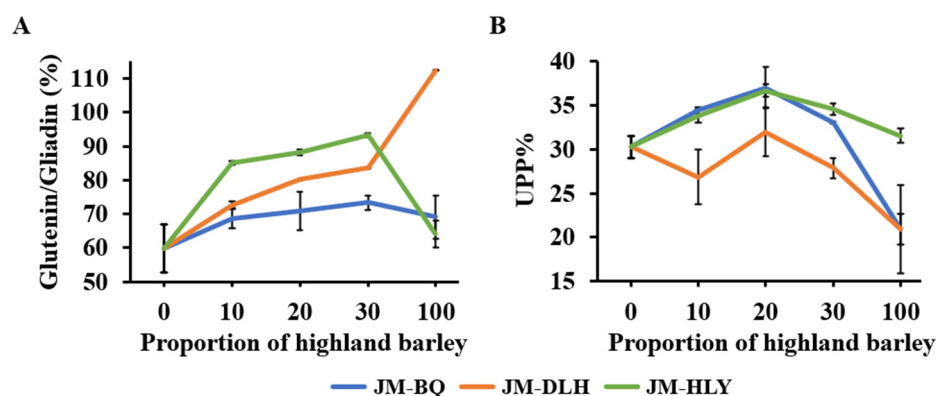 A
B
Glutenin/Gliadin (%)
110
100
90
80
70
60
50
0 10 20 30 100
Proportion of highland barley
UPP%
40
35
30
25
20
15
0 10 20 30 100
Proportion of highland barley
JM-BQ JM-DLH JM-HLY